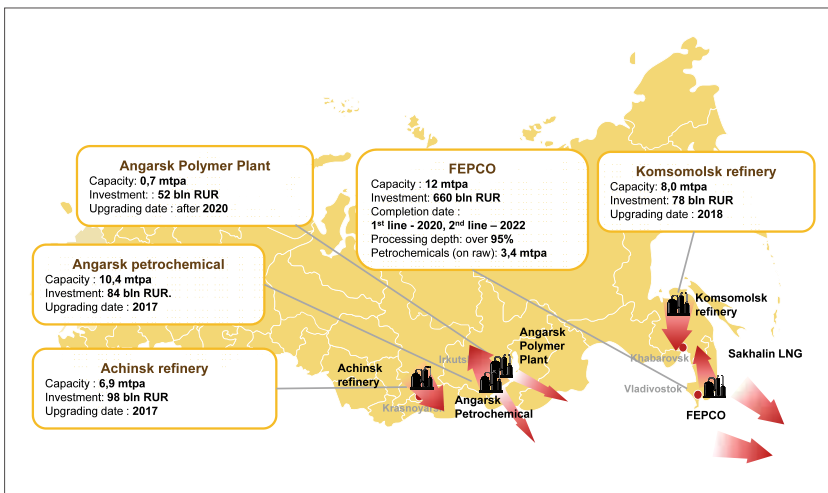 Angarsk Polymer Plant
Capacity: 0,7 mtpa
Investment: : 52 bln RUR
Upgrading date : after 2020
FEPCO
Capacity : 12 mtpa
Investment: 660 bln RUR
Completion date :
1st line - 2020, 2nd line – 2022
Processing depth: over 95%
Petrochemicals (on raw): 3,4 mtpa
Komsomolsk refinery
Capacity: 8,0 mtpa
Investment: 78 bln RUR
Upgrading date : 2018
Angarsk petrochemical
Capacity : 10,4 mtpa
Investment: 84 bln RUR.
Upgrading date : 2017
Achinsk refinery
Capacity : 6,9 mtpa
Investment: 98 bln RUR
Upgrading date : 2017
Komsomolsk
refinery
Angarsk
Polymer
Plant
Irkuts
Khabarovsk
Sakhalin LNG
Achinsk
refinery
Krasnoyar
Angarsk
Petrochemical
Vladivostok
FEPCO